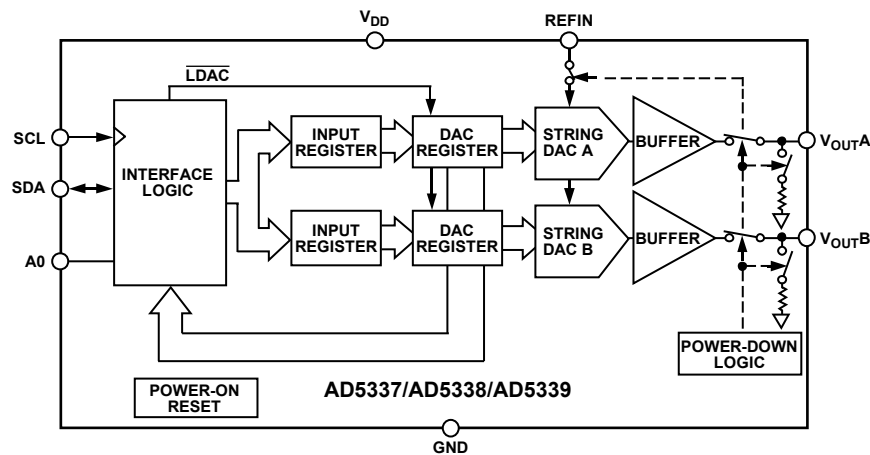 VDD
REFIN
LDAC
SCL
SDA
A0
INTERFACE
LOGIC
INPUT
REGISTER
DAC
REGISTER
STRING
DAC A
BUFFER
VOUTA
INPUT
REGISTER
DAC
REGISTER
STRING
DAC B
BUFFER
VOUTB
POWER-DOWN
LOGIC
POWER-ON
RESET
AD5337/AD5338/AD5339
GND